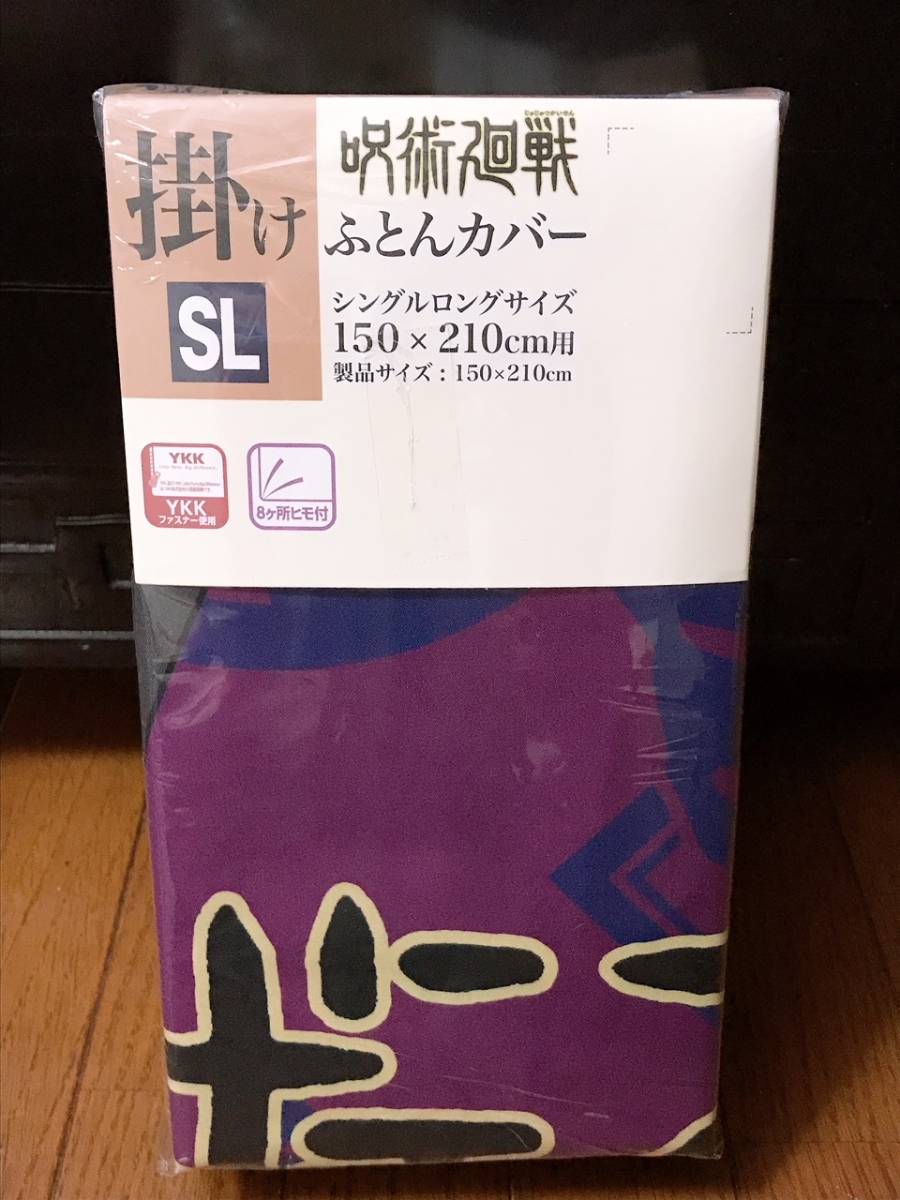 掛け
SL
じゅじゅつかいせん
呪術廻戦
ふとんカバー
シングルロングサイズ
150 × 210cm用
製品サイズ：150×210cm
YKK
YKK
ファスナー使用
8ヶ所ヒモ付